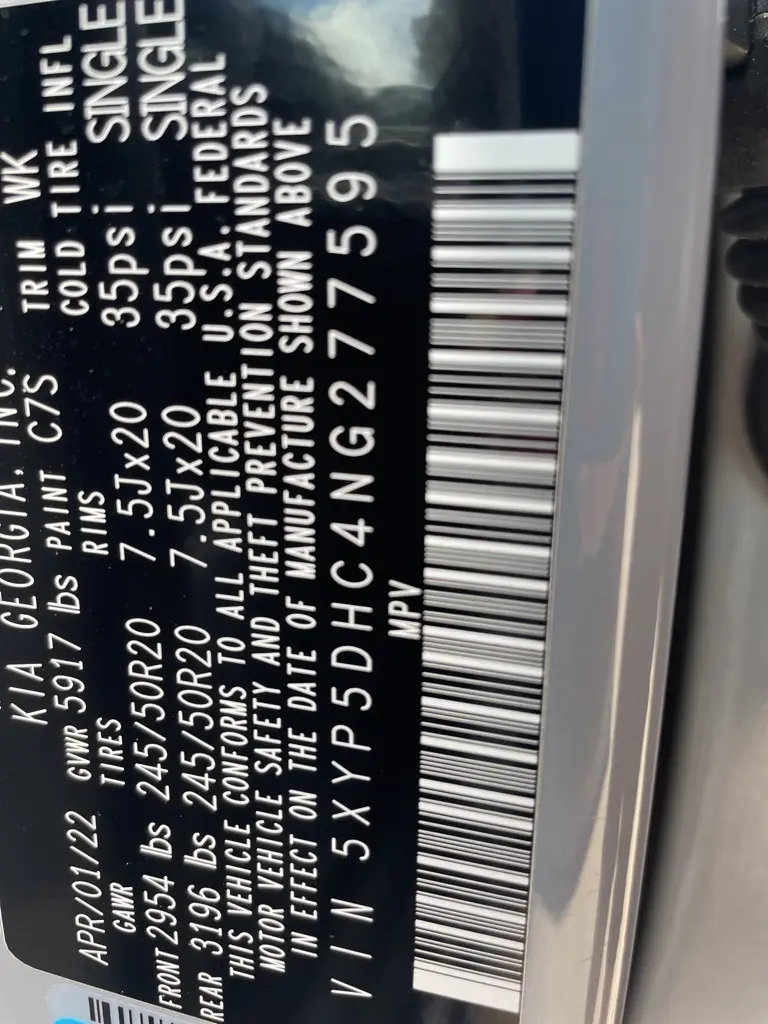 KIA GEORGIA, INC.
APR/01/22 GVWR 5917 lbs PAINT C7S TRIM WK
GAWR TIRES RIMS COLD TIRE INFL
FRONT 2954 lbs 245/50R20 7.5Jx20 35psi SINGLE
REAR 3196 lbs 245/50R20 7.5Jx20 35psi SINGLE
THIS VEHICLE CONFORMS TO ALL APPLICABLE U.S.A. FEDERAL
MOTOR VEHICLE SAFETY AND THEFT PREVENTION STANDARDS
IN EFFECT ON THE DATE OF MANUFACTURE SHOWN ABOVE
VIN 5XYP5DHC4NG277595
MPV